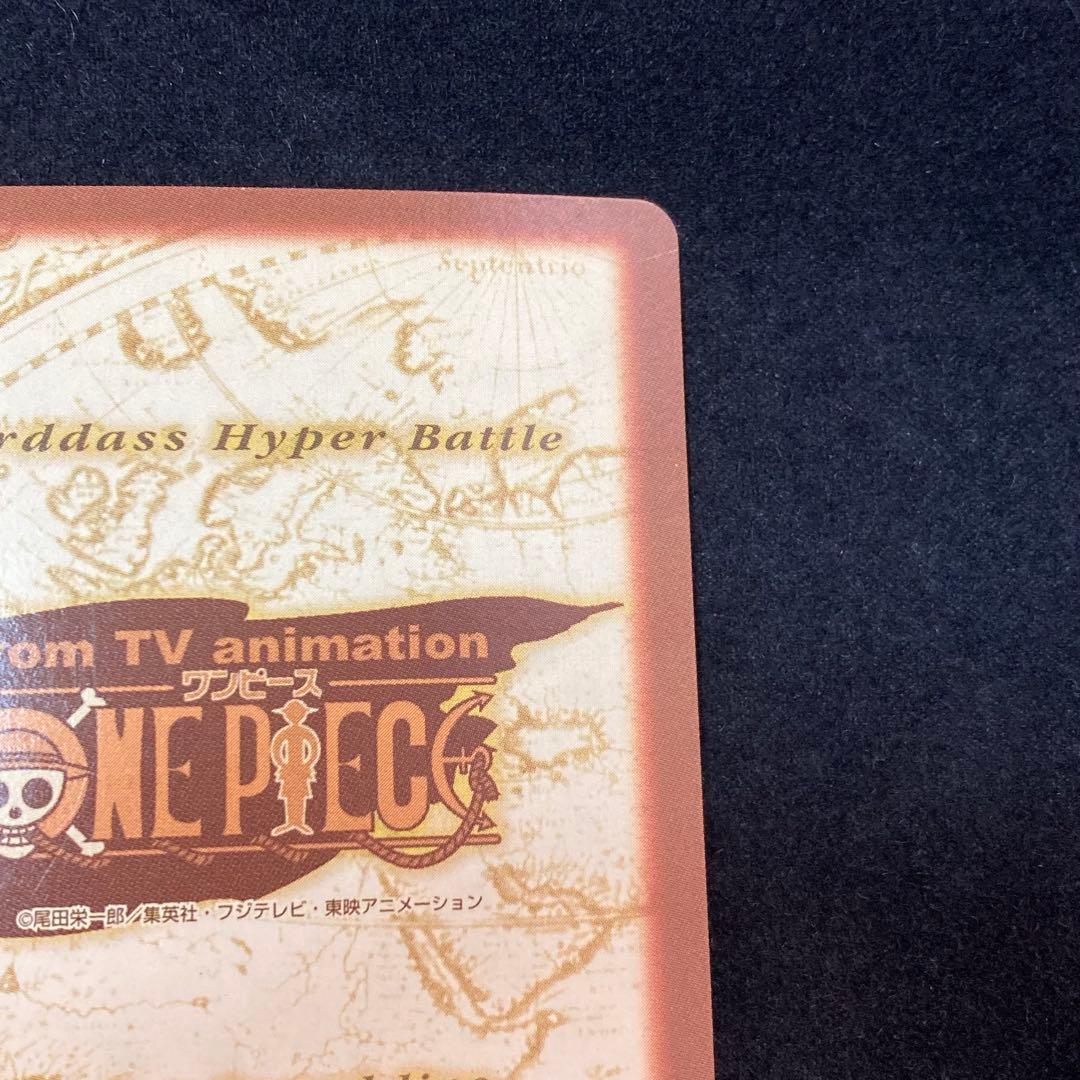 Septentrio
rddass Hyper Battle
rom TV animation
ワンピース
ONE PIECE
©尾田栄一郎／集英社・フジテレビ・東映アニメーション